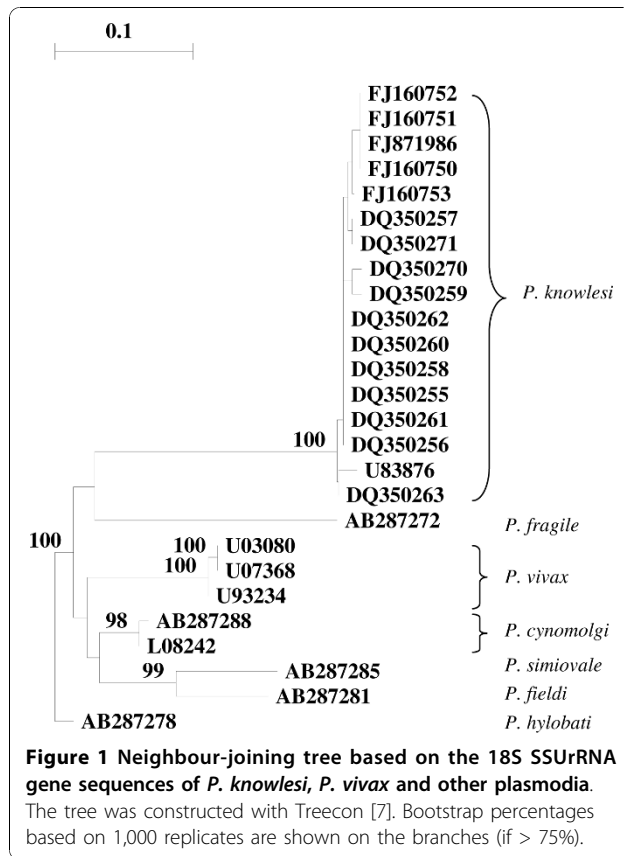 0.1
FJ160752
FJ160751
FJ871986
FJ160750
FJ160753
DQ350257
DQ350271
DQ350270
DQ350259
P. knowlesi
DQ350262
DQ350260
DQ350258
DQ350255
DQ350261
DQ350256
100
U83876
DQ350263
AB287272
P. fragile
100
100
U03080
100
U07368
P. vivax
U93234
98
AB287288
P. cynomolgi
L08242
99
AB287285
P. simiovale
AB287281
P. fieldi
AB287278
P. hylobati
Figure 1 Neighbour-joining tree based on the 18S SSUrRNA
gene sequences of P. knowlesi, P. vivax and other plasmodia.
The tree was constructed with Treecon [7]. Bootstrap percentages
based on 1,000 replicates are shown on the branches (if > 75%).